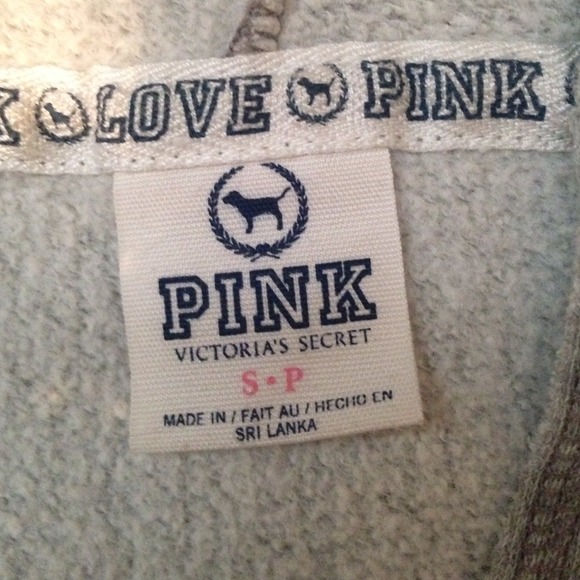 LOVE PINK
PINK
VICTORIA'S SECRET
S•P
MADE IN / FAIT AU / HECHO EN
SRI LANKA